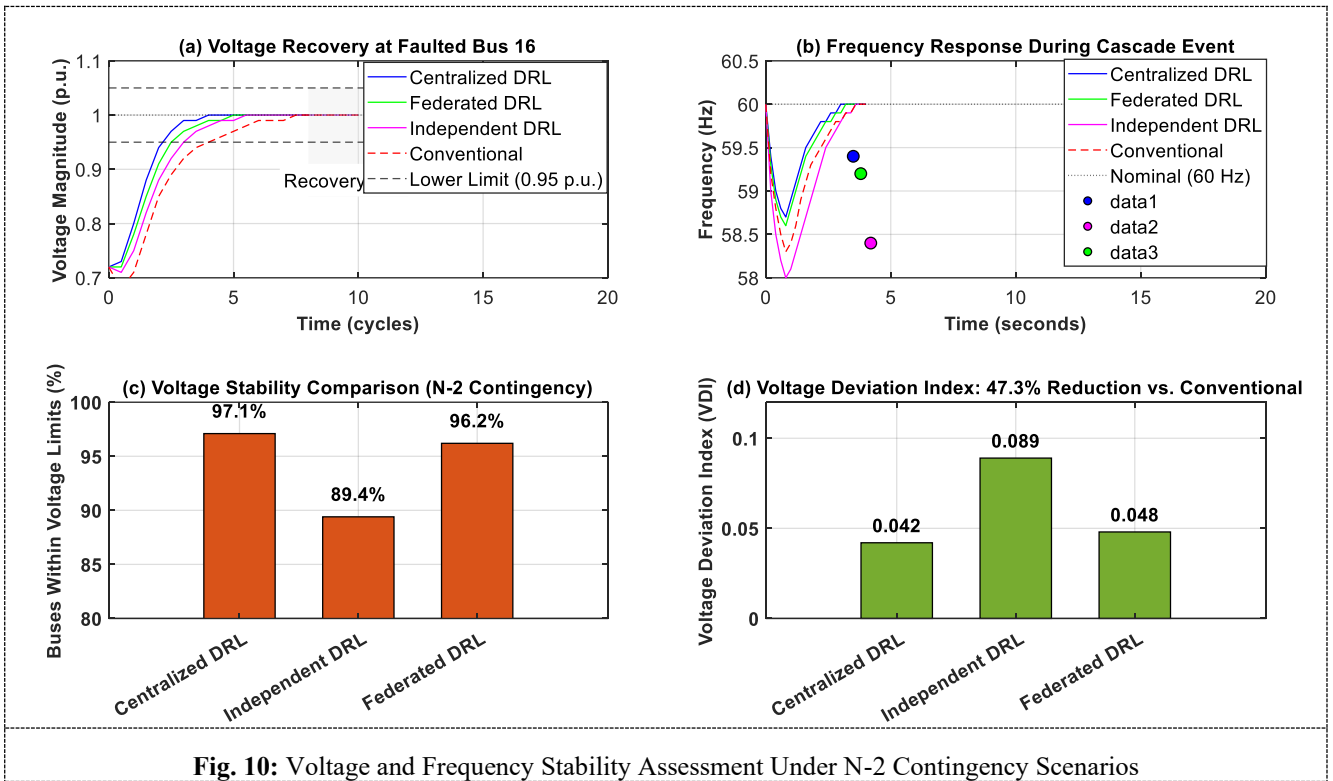 (a) Voltage Recovery at Faulted Bus 16
Voltage Magnitude (p.u.)
1.1
1
0.9
0.8
0.7
0
5
10
15
20
Time (cycles)
Recovery
Centralized DRL
Federated DRL
Independent DRL
Conventional
Lower Limit (0.95 p.u.)
(b) Frequency Response During Cascade Event
Frequency (Hz)
60.5
60
59.5
59
58.5
58
0
5
10
15
20
Time (seconds)
Centralized DRL
Federated DRL
Independent DRL
Conventional
Nominal (60 Hz)
data1
data2
data3
(c) Voltage Stability Comparison (N-2 Contingency)
Buses Within Voltage Limits (%)
100
95
90
85
80
97.1%
89.4%
96.2%
Centralized DRL
Independent DRL
Federated DRL
(d) Voltage Deviation Index: 47.3% Reduction vs. Conventional
Voltage Deviation Index (VDI)
0.1
0.05
0
0.042
0.089
0.048
Centralized DRL
Independent DRL
Federated DRL
Fig. 10: Voltage and Frequency Stability Assessment Under N-2 Contingency Scenarios